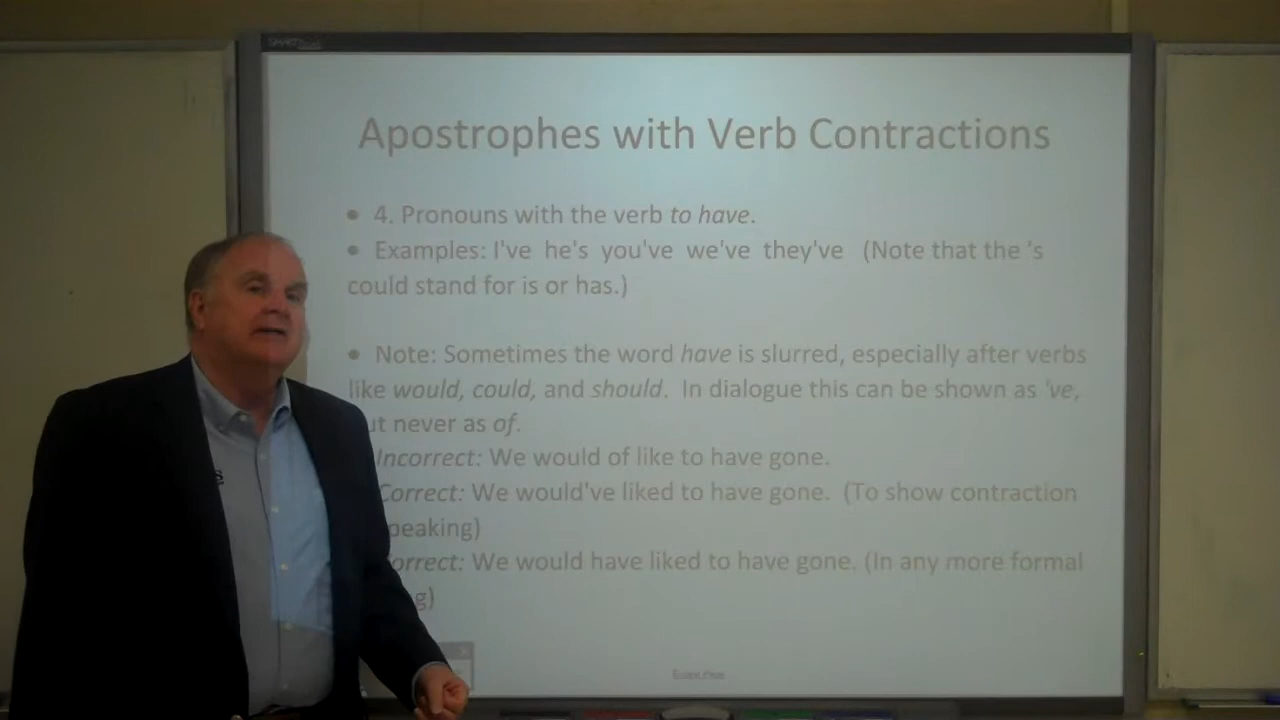 SMART
Apostrophes with Verb Contractions
• 4. Pronouns with the verb to have.
• Examples: I've he's you've we've they've (Note that the 's
could stand for is or has.)
• Note: Sometimes the word have is slurred, especially after verbs
like would, could, and should. In dialogue this can be shown as 've,
ut never as of.
Incorrect: We would of like to have gone.
Correct: We would've liked to have gone. (To show contraction
peaking)
orrect: We would have liked to have gone. (In any more formal
g)